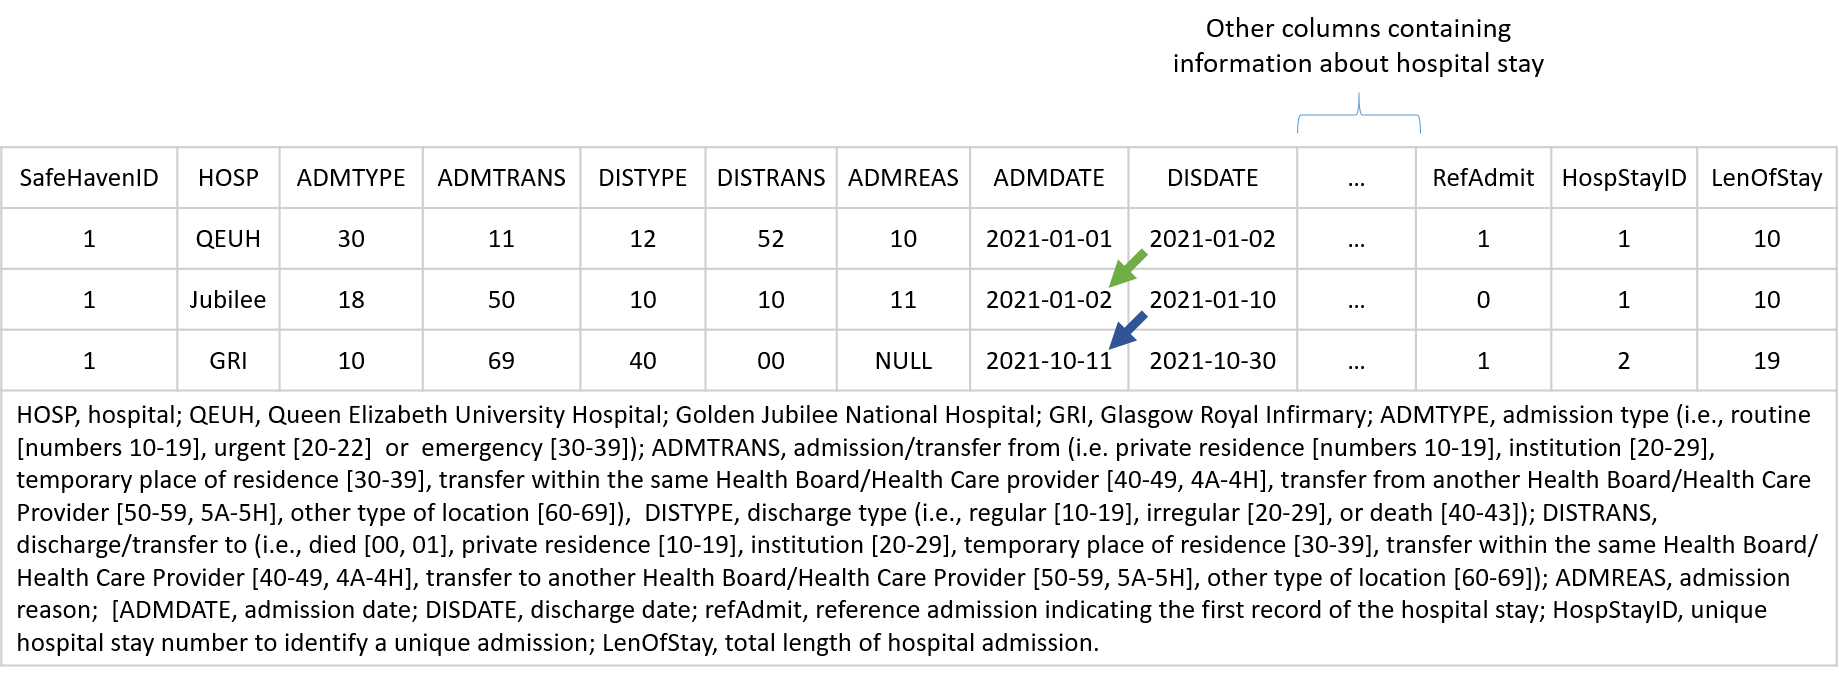 Other columns containing
information about hospital stay
SafeHavenID HOSP ADMTYPE ADMTRANS DISTYPE DISTRANS ADMREAS ADMDATE DISDATE ... RefAdmit HospStayID LenOfStay
1 QEUH 30 11 12 52 10 2021-01-01 2021-01-02 ... 1 1 10
1 Jubilee 18 50 10 10 11 2021-01-02 2021-01-10 ... 0 1 10
1 GRI 10 69 40 00 NULL 2021-10-11 2021-10-30 ... 1 2 19
HOSP, hospital; QEUH, Queen Elizabeth University Hospital; Golden Jubilee National Hospital; GRI, Glasgow Royal Infirmary; ADMTYPE, admission type (i.e., routine
[numbers 10-19], urgent [20-22] or emergency [30-39]); ADMTRANS, admission/transfer from (i.e. private residence [numbers 10-19], institution [20-29],
temporary place of residence [30-39], transfer within the same Health Board/Health Care provider [40-49, 4A-4H], transfer from another Health Board/Health Care
Provider [50-59, 5A-5H], other type of location [60-69]), DISTYPE, discharge type (i.e., regular [10-19], irregular [20-29], or death [40-43]); DISTRANS,
discharge/transfer to (i.e., died [00, 01], private residence [10-19], institution [20-29], temporary place of residence [30-39], transfer within the same Health Board/
Health Care Provider [40-49, 4A-4H], transfer to another Health Board/Health Care Provider [50-59, 5A-5H], other type of location [60-69]); ADMREAS, admission
reason; [ADMDATE, admission date; DISDATE, discharge date; refAdmit, reference admission indicating the first record of the hospital stay; HospStayID, unique
hospital stay number to identify a unique admission; LenOfStay, total length of hospital admission.